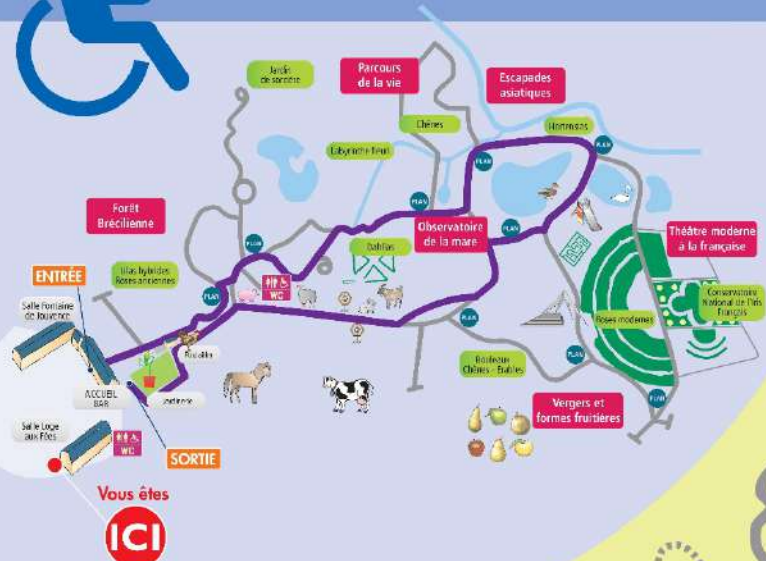 Jardin
de sorcière
Parcours
de la vie
Escapades
asiatiques
Chênes
Hortensias
Labyrinthe fleuri
PLAN
PLAN
PLAN
Forêt
Brécilienne
Observatoire
de la mare
PLAN
Théâtre moderne
à la française
Dahlias
PLAN
Lilas hybrides
Roses anciennes
ENTRÉE
WC
PLAN
Conservatoire
National de l'Iris
Français
Salle Fontaine
de Jouvence
Roses modernes
Poulailler
Bouleaux
Chênes - Érables
PLAN
ACCUEIL
BAR
Jardinerie
Vergers et
formes fruitières
PLAN
Salle Loge
aux Fées
WC
SORTIE
Vous êtes
ICI